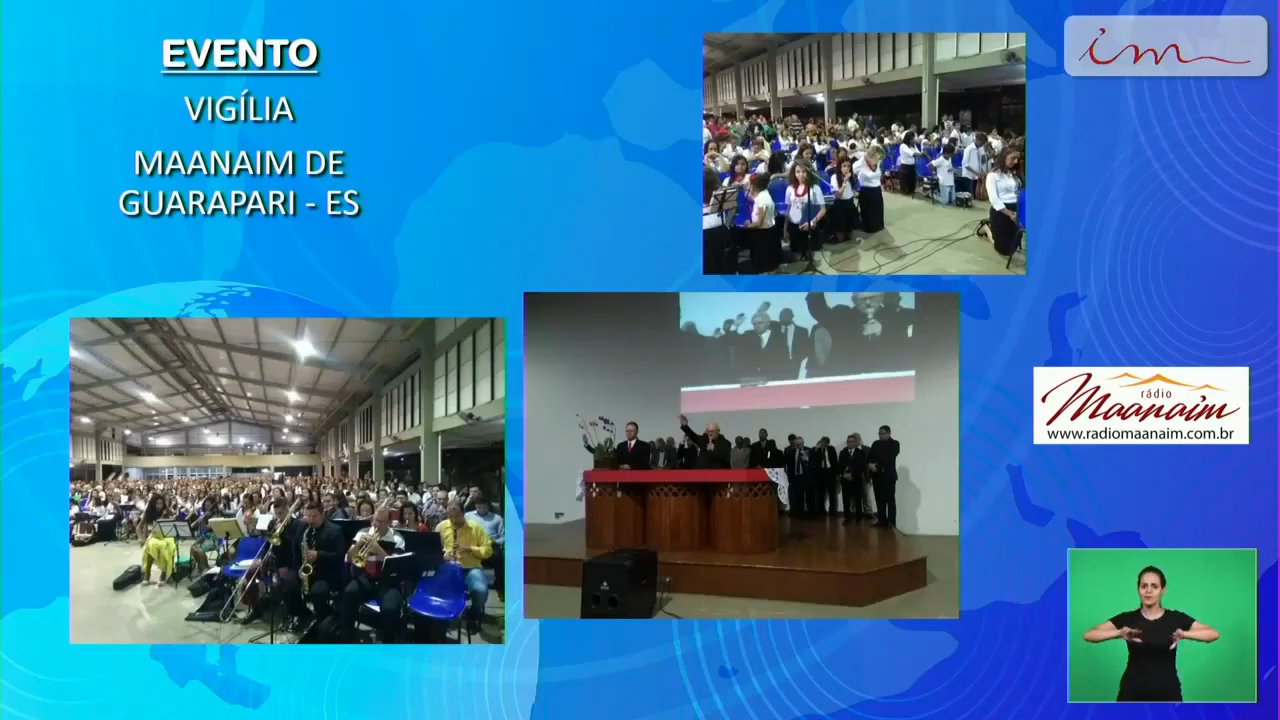 EVENTO
VIGÍLIA
MAANAIM DE
GUARAPARI - ES
im
rádio
Maanaim
www.radiomaanaim.com.br